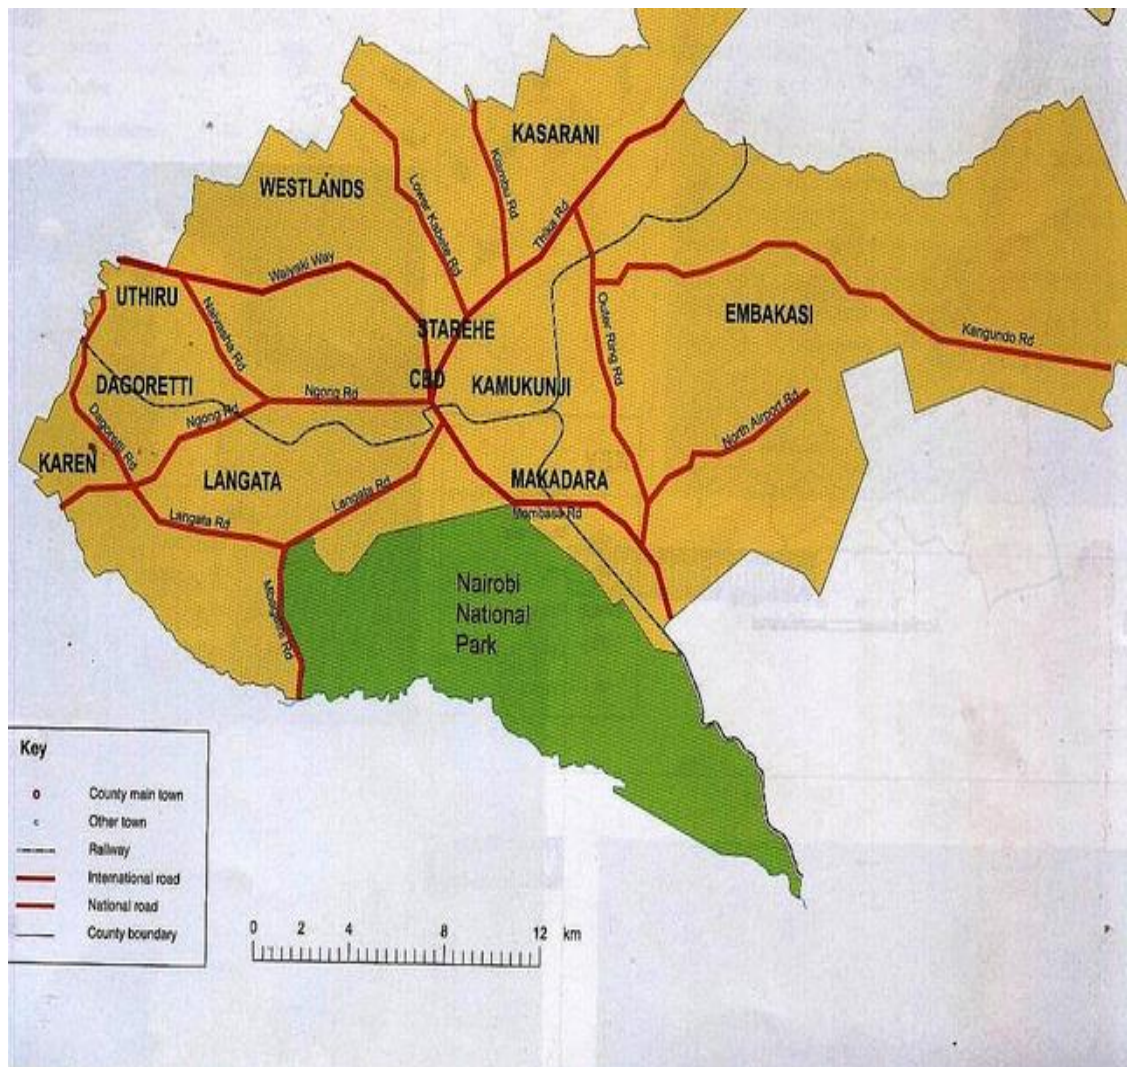 KASARANI
WESTLANDS
Kiambu Rd
Lower Kabete Rd
Thika Rd
Waiyaki Way
UTHIRU
Naivasha Rd
STAREHE
Outer Ring Rd
EMBAKASI
Kangundo Rd
DAGORETTI
CBD
KAMUKUNJI
Ngong Rd
Ngong Rd
Dagoretti Rd
North Airport Rd
KAREN
LANGATA
Langata Rd
MAKADARA
Mombasa Rd
Langata Rd
Nairobi
National
Park
Key
County main town
Other town
Railway
International road
National road
County boundary
0 2 4 8 12 km